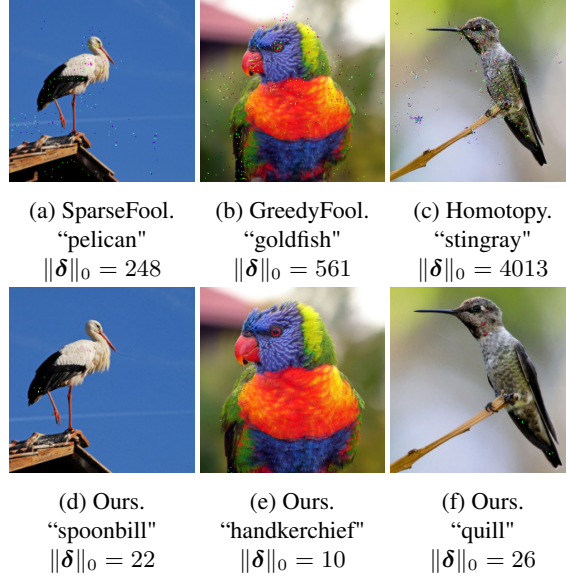 (a) SparseFool.
“pelican"
‖δ‖₀ = 248
(b) GreedyFool.
“goldfish"
‖δ‖₀ = 561
(c) Homotopy.
“stingray"
‖δ‖₀ = 4013
(d) Ours.
“spoonbill"
‖δ‖₀ = 22
(e) Ours.
“handkerchief"
‖δ‖₀ = 10
(f) Ours.
“quill"
‖δ‖₀ = 26